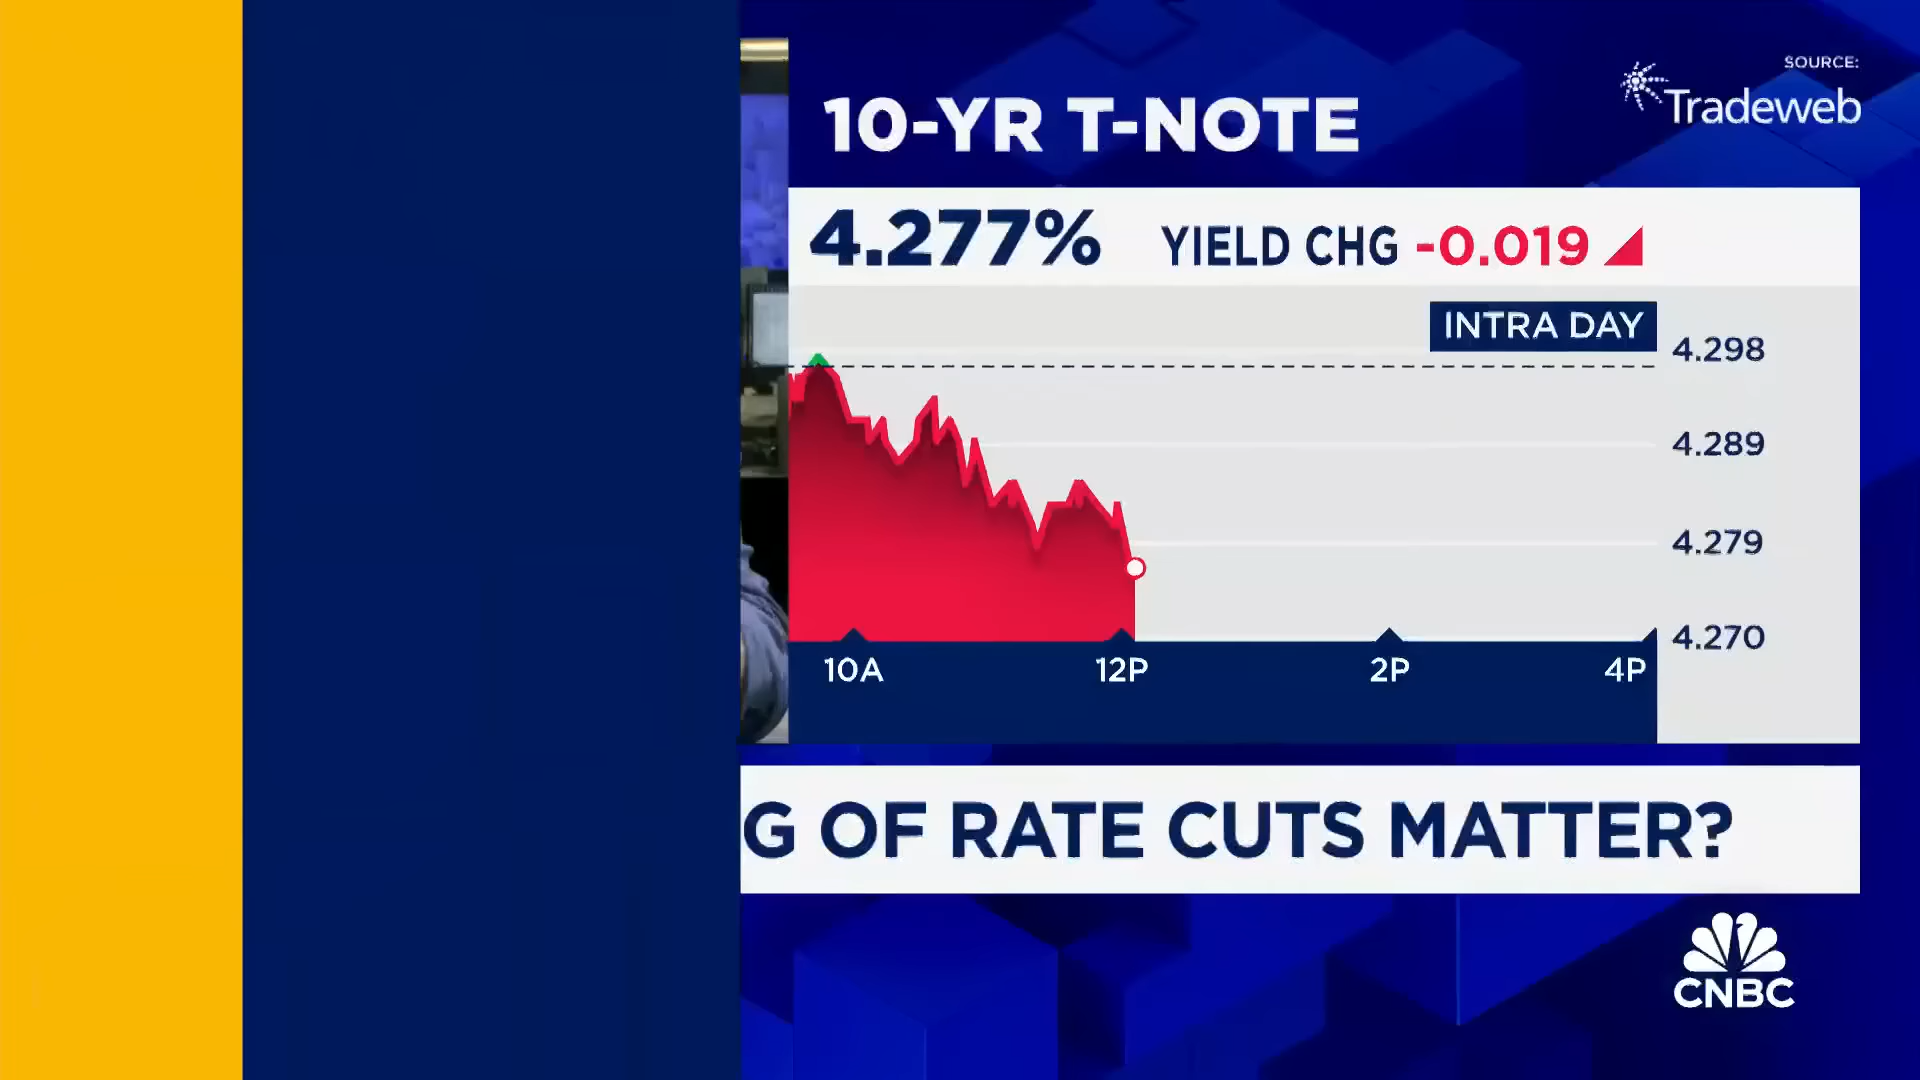 SOURCE:
Tradeweb
10-YR T-NOTE
4.277% YIELD CHG -0.019
INTRA DAY
4.298
4.289
4.279
4.270
10A 12P 2P 4P
G OF RATE CUTS MATTER?
CNBC